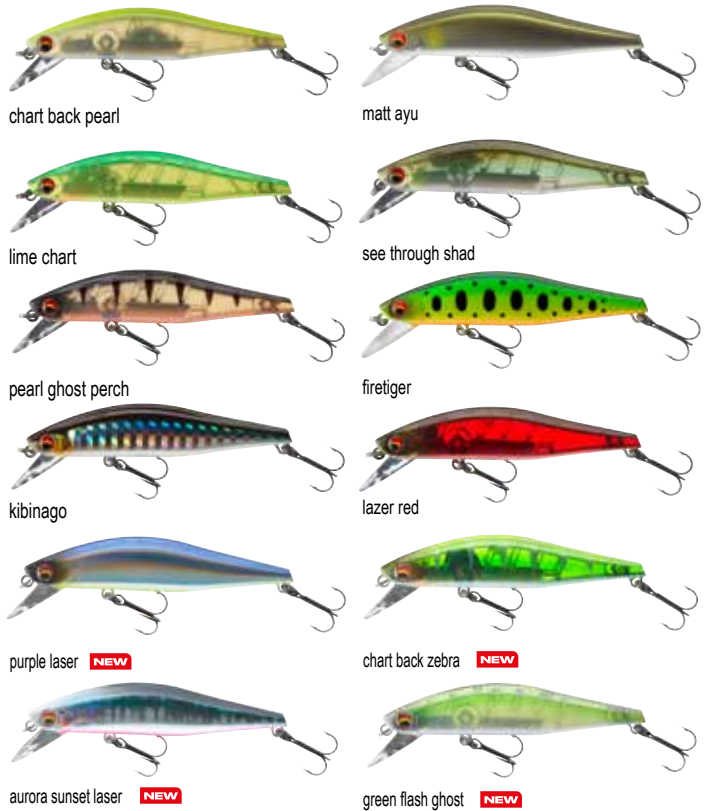 chart back pearl
matt ayu
lime chart
see through shad
pearl ghost perch
firetiger
kibinago
lazer red
purple laser NEW
chart back zebra NEW
aurora sunset laser NEW
green flash ghost NEW